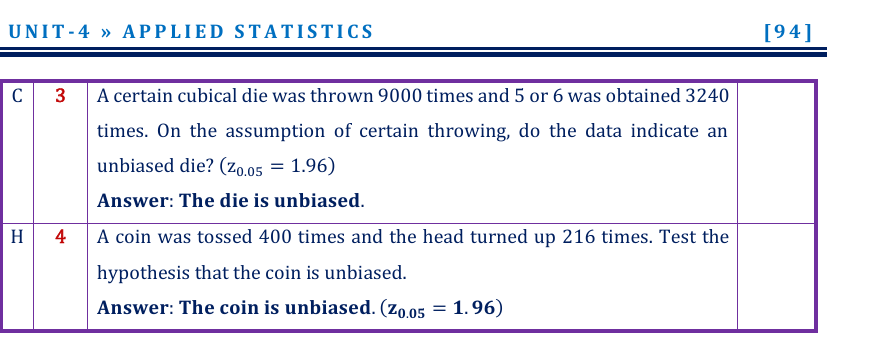 UNIT-4 » APPLIED STATISTICS [94]
C 3 A certain cubical die was thrown 9000 times and 5 or 6 was obtained 3240
times. On the assumption of certain throwing, do the data indicate an
unbiased die? (z₀.₀₅ = 1.96)
Answer: The die is unbiased.
H 4 A coin was tossed 400 times and the head turned up 216 times. Test the
hypothesis that the coin is unbiased.
Answer: The coin is unbiased. (z₀.₀₅ = 1.96)